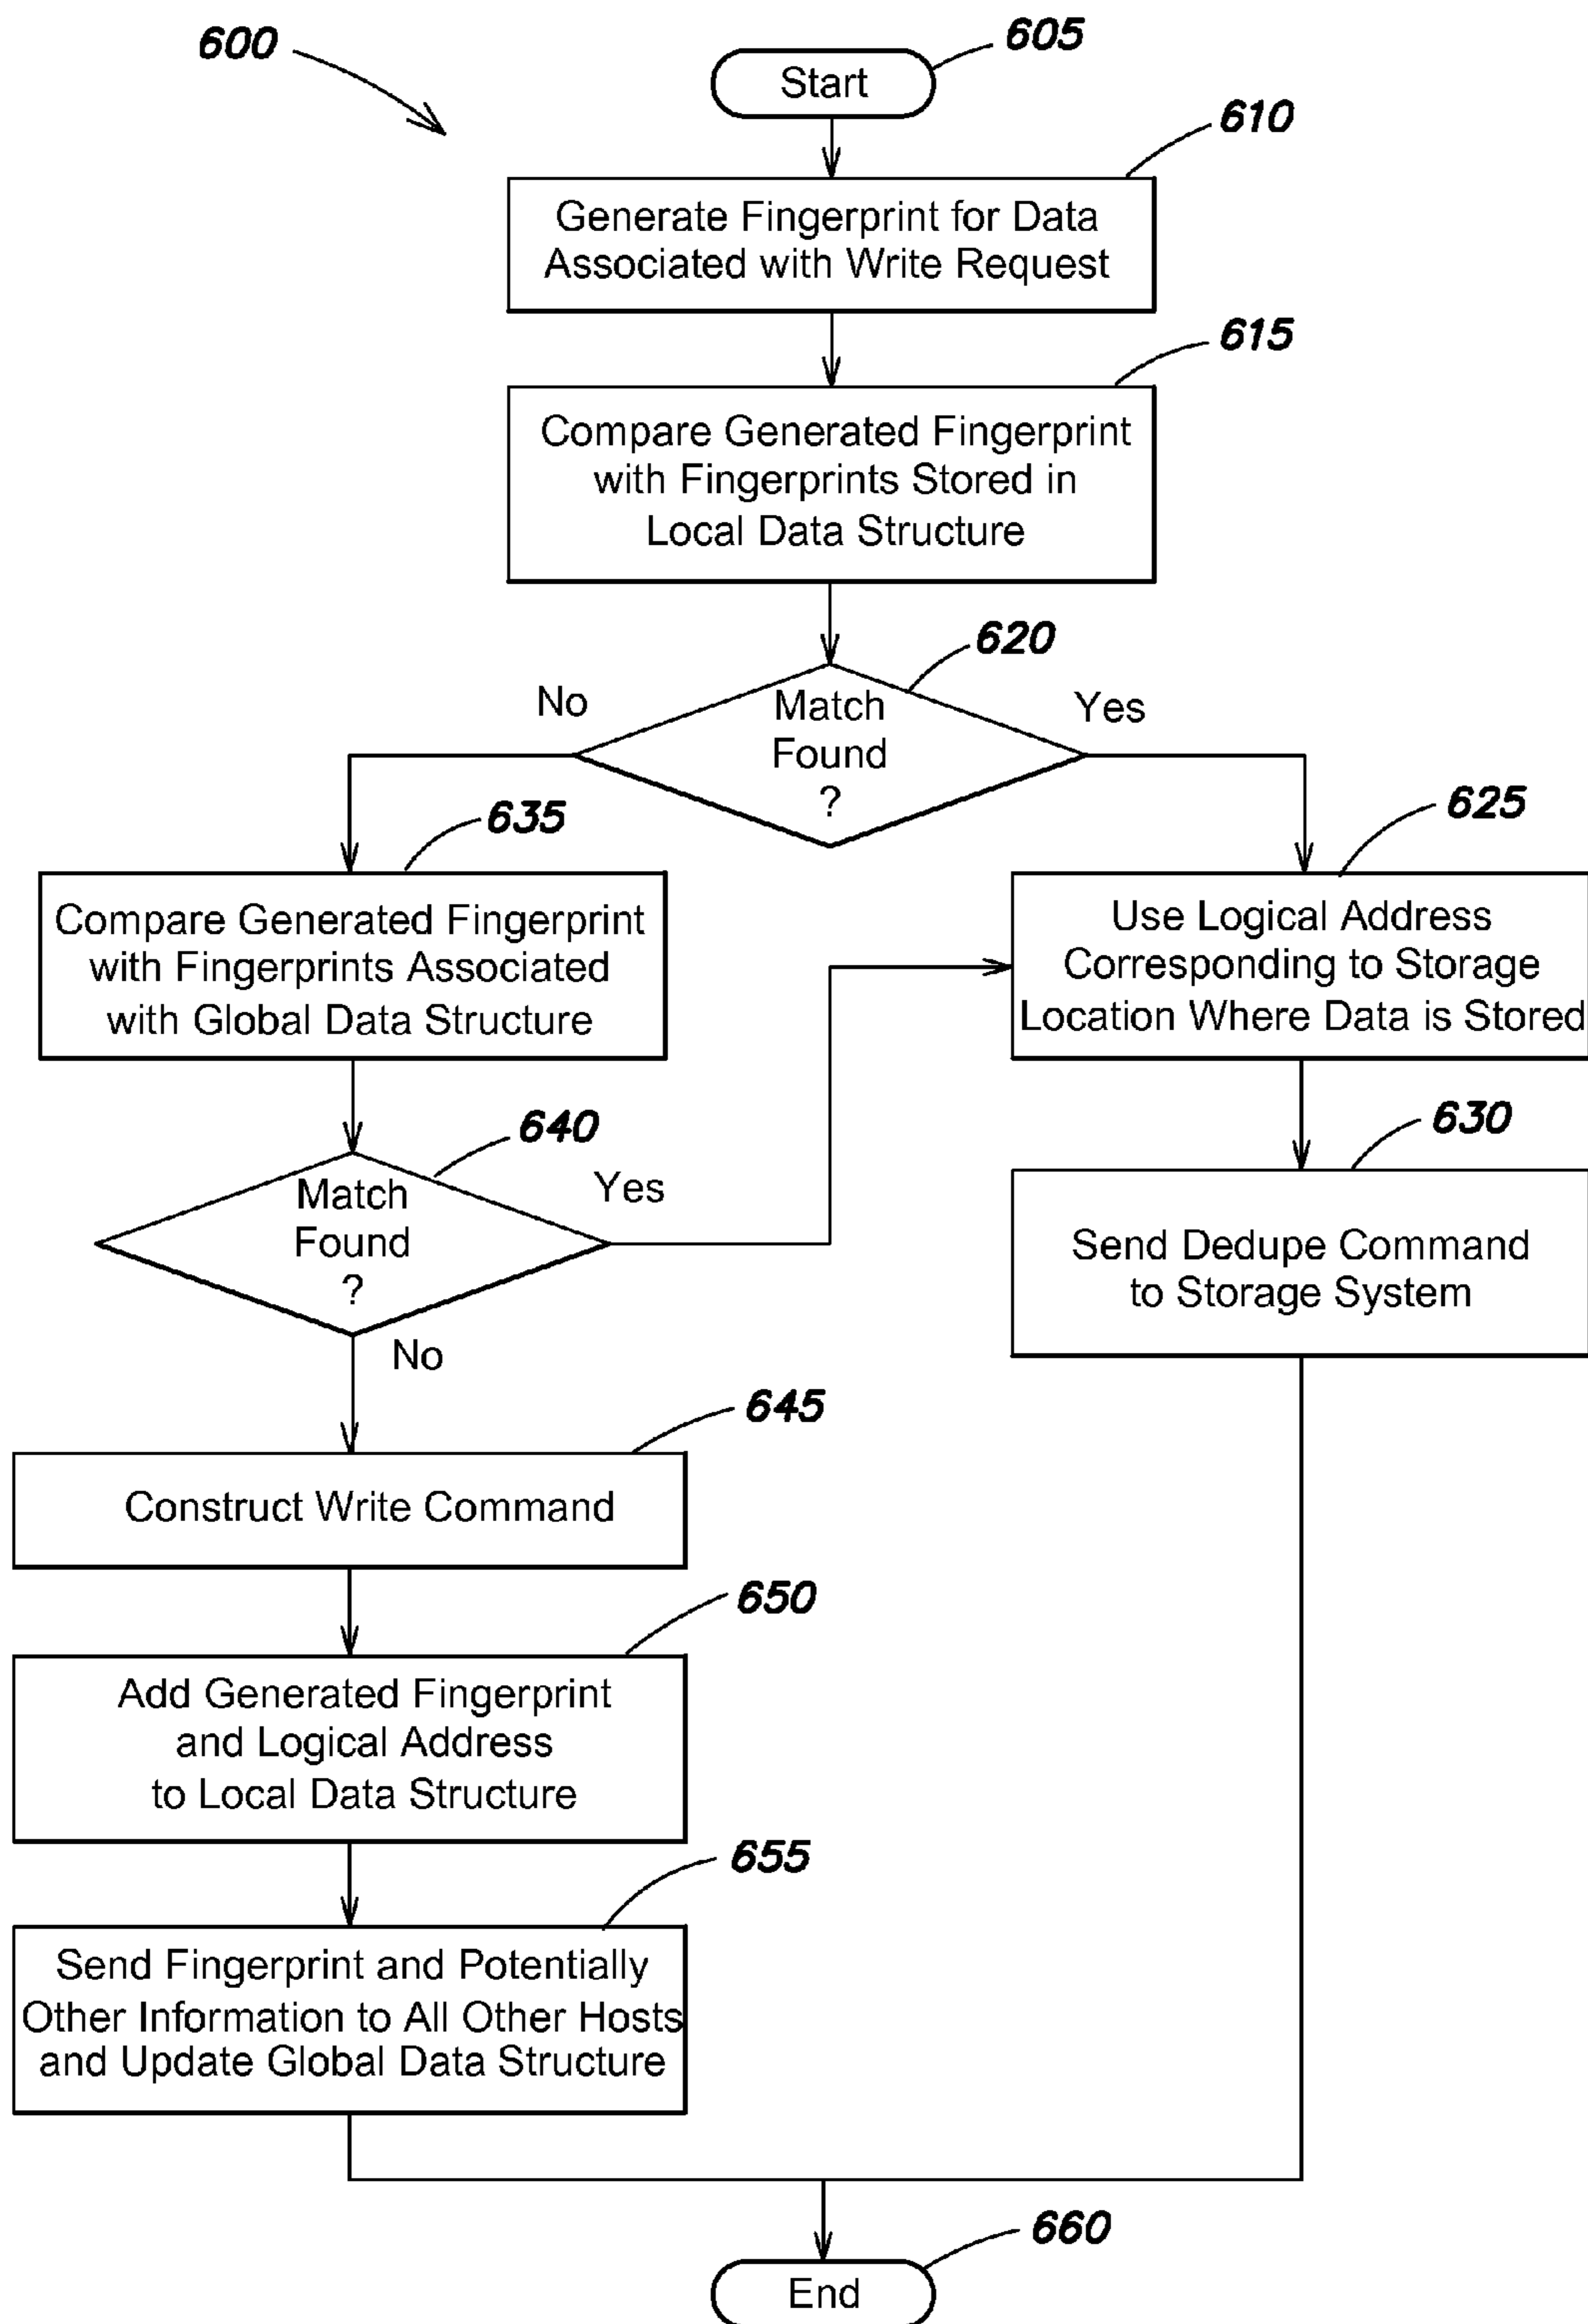 600
605
Start
610
Generate Fingerprint for Data
Associated with Write Request
615
Compare Generated Fingerprint
with Fingerprints Stored in
Local Data Structure
620
No
Match
Found
?
Yes
635
625
Compare Generated Fingerprint
with Fingerprints Associated
with Global Data Structure
Use Logical Address
Corresponding to Storage
Location Where Data is Stored
640
630
Match
Found
?
Yes
No
Send Dedupe Command
to Storage System
645
Construct Write Command
650
Add Generated Fingerprint
and Logical Address
to Local Data Structure
655
Send Fingerprint and Potentially
Other Information to All Other Hosts
and Update Global Data Structure
660
End